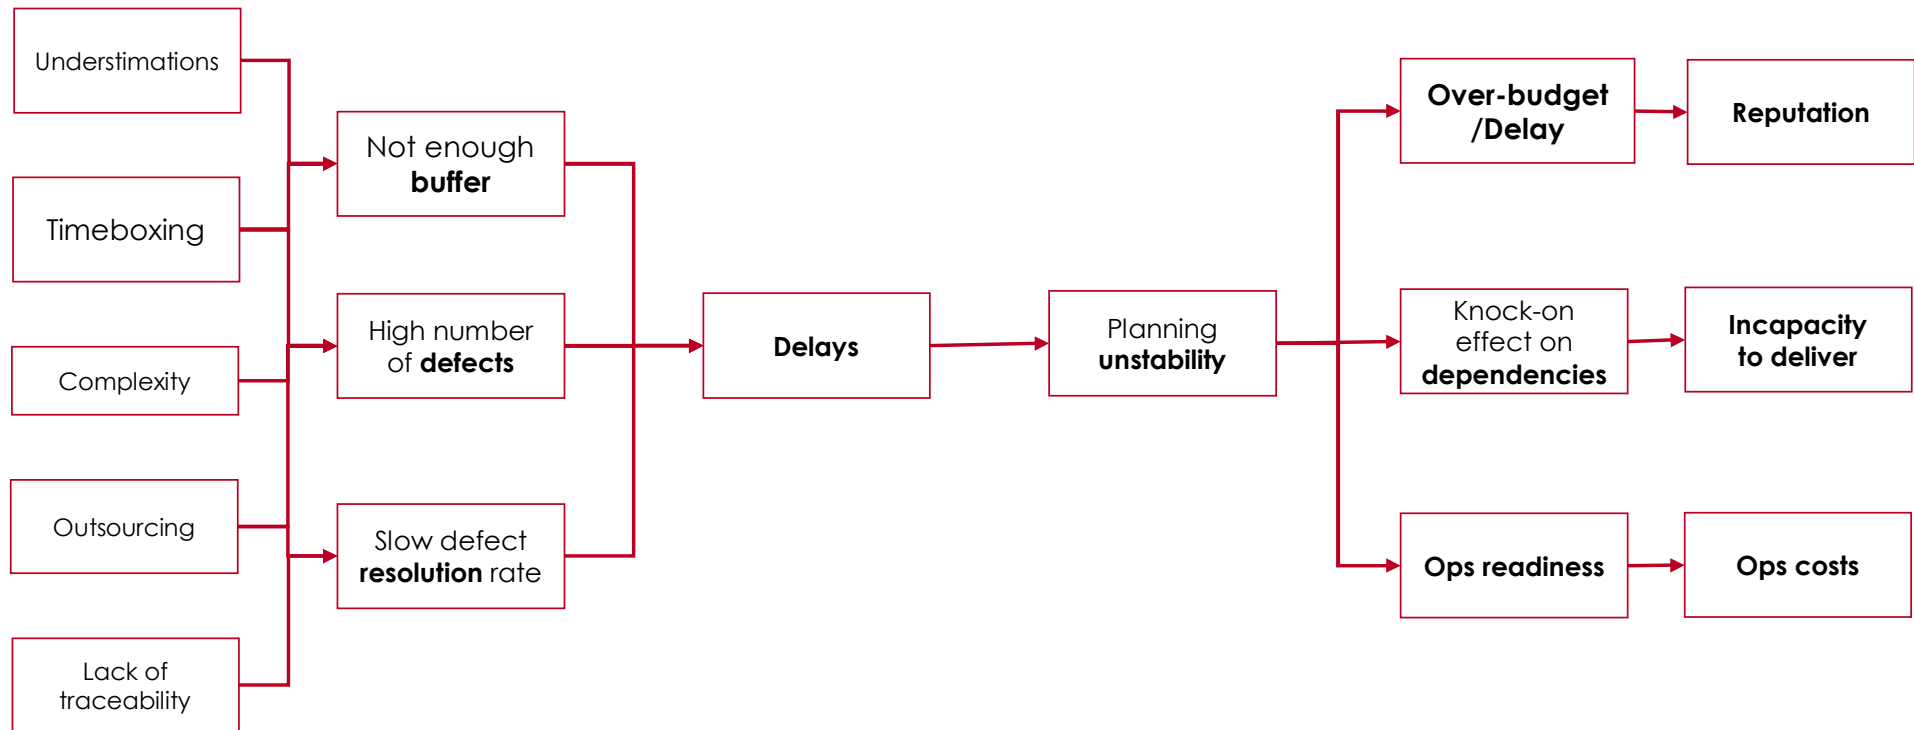 Understimations
Timeboxing
Complexity
Outsourcing
Lack of
traceability
Not enough
buffer
High number
of defects
Slow defect
resolution rate
Delays
Planning
unstability
Over-budget
/Delay
Knock-on
effect on
dependencies
Ops readiness
Reputation
Incapacity
to deliver
Ops costs